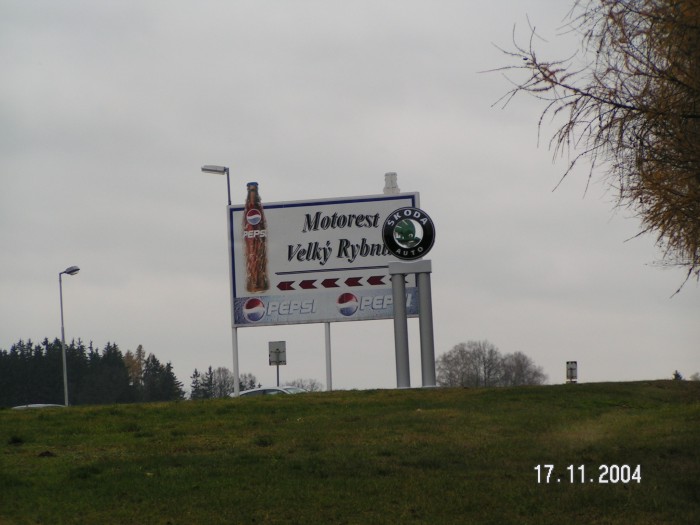 Motorest
Velký Rybn
PEPSI
ŠKODA
AUTO
PEPSI
PEPSI
17.11.2004